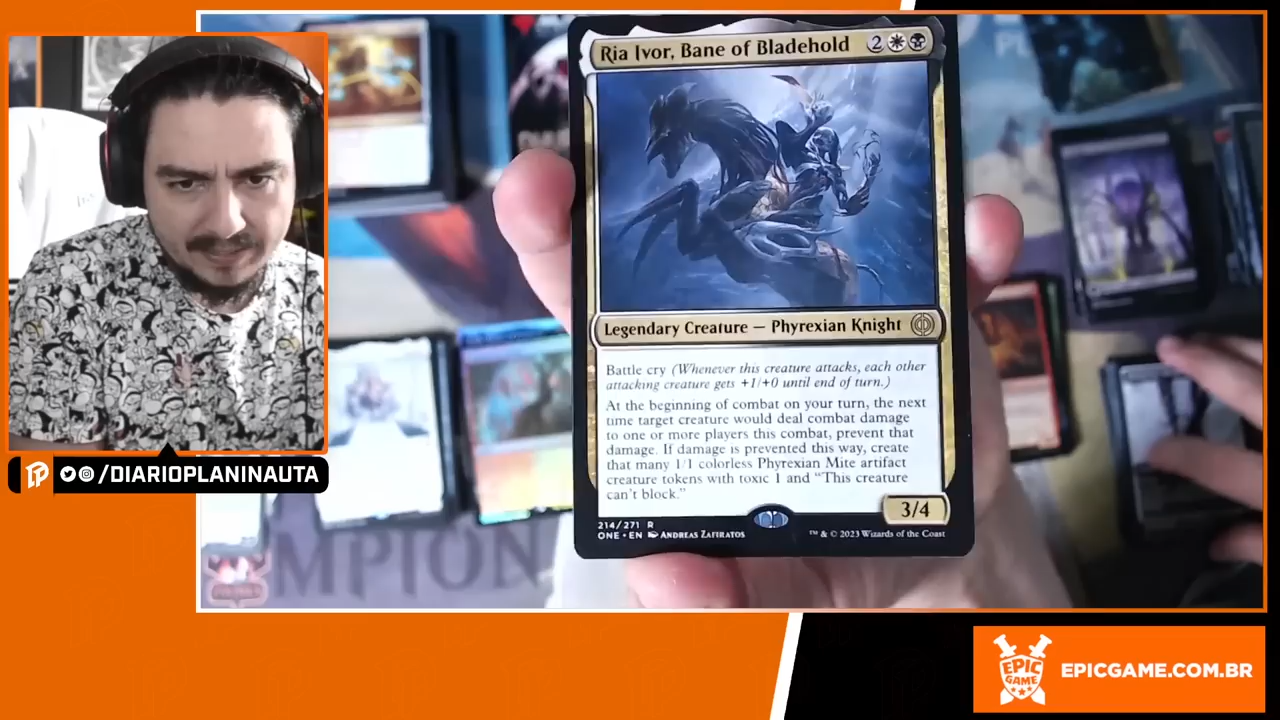 Ria Ivor, Bane of Bladehold 2
Legendary Creature — Phyrexian Knight
Battle cry (Whenever this creature attacks, each other
attacking creature gets +1/+0 until end of turn.)
At the beginning of combat on your turn, the next
time target creature would deal combat damage
to one or more players this combat, prevent that
damage. If damage is prevented this way, create
that many 1/1 colorless Phyrexian Mite artifact
creature tokens with toxic 1 and “This creature
can't block.”
3/4
214/271 R
ONE • EN Andreas Zafiratos
™ & © 2023 Wizards of the Coast
/DIARIOPLANINAUTA
MPION
EPIC
GAME
EPICGAME.COM.BR